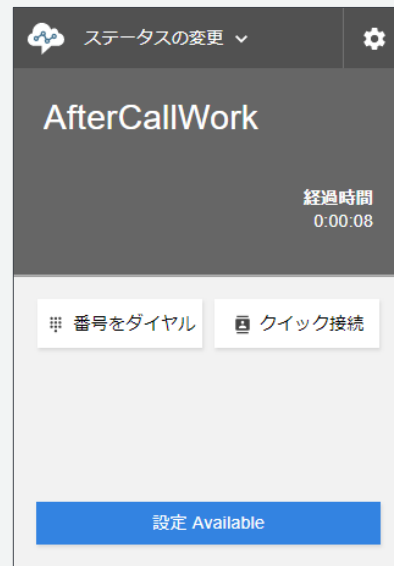 ステータスの変更
AfterCallWork
経過時間
0:00:08
番号をダイヤル クイック接続
設定 Available